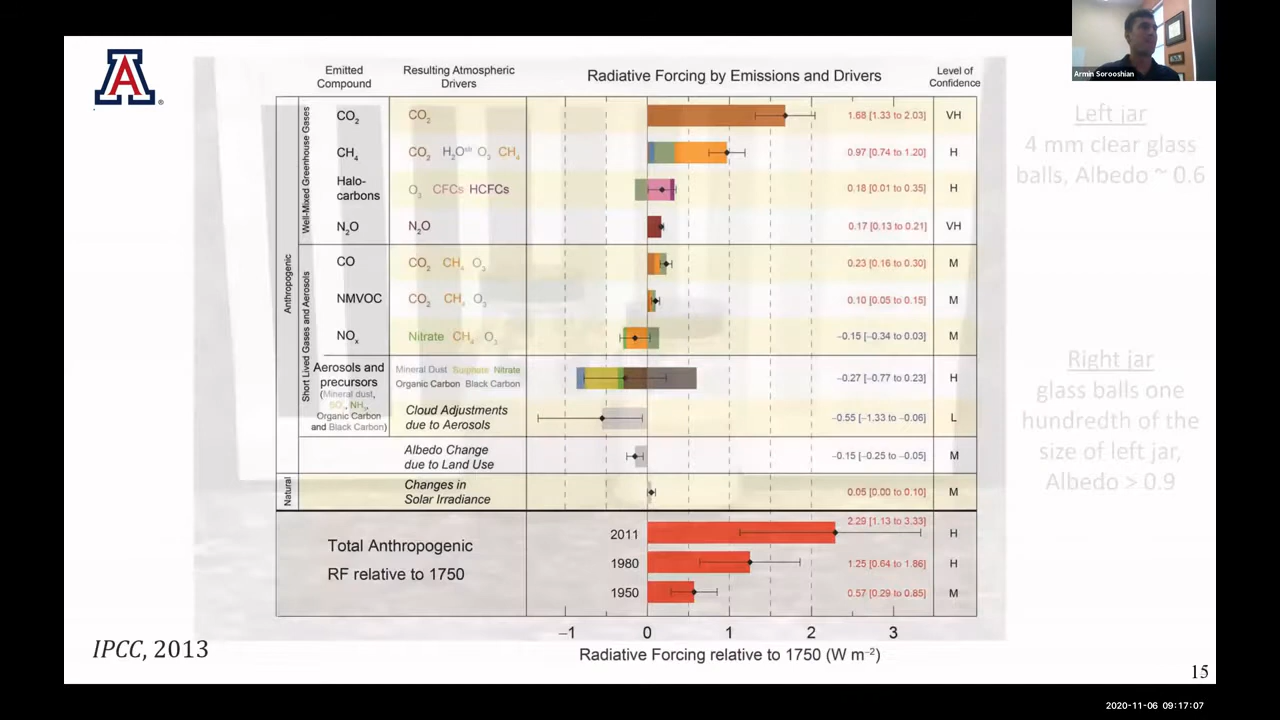 A
Armin Sorooshian
Emitted Compound
Resulting Atmospheric Drivers
Radiative Forcing by Emissions and Drivers
Level of Confidence
Anthropogenic
Well-Mixed Greenhouse Gases
CO₂
CO₂
1.68 [1.33 to 2.03]
VH
CH₄
CO₂ H₂Oˢᵗʳ O₃ CH₄
0.97 [0.74 to 1.20]
H
Halo-
carbons
O₃ CFCs HCFCs
0.18 [0.01 to 0.35]
H
N₂O
N₂O
0.17 [0.13 to 0.21]
VH
Short Lived Gases and Aerosols
CO
CO₂ CH₄ O₃
0.23 [0.16 to 0.30]
M
NMVOC
CO₂ CH₄ O₃
0.10 [0.05 to 0.15]
M
NOₓ
Nitrate CH₄ O₃
−0.15 [−0.34 to 0.03]
M
Aerosols and
precursors
(Mineral dust,
SO₂, NH₃,
Organic Carbon
and Black Carbon)
Mineral Dust Sulphate Nitrate
Organic Carbon Black Carbon
−0.27 [−0.77 to 0.23]
H
Cloud Adjustments
due to Aerosols
−0.55 [−1.33 to −0.06]
L
Albedo Change
due to Land Use
−0.15 [−0.25 to −0.05]
M
Natural
Changes in
Solar Irradiance
0.05 [0.00 to 0.10]
M
Total Anthropogenic
RF relative to 1750
2011
2.29 [1.13 to 3.33]
H
1980
1.25 [0.64 to 1.86]
H
1950
0.57 [0.29 to 0.85]
M
−1 0 1 2 3
Radiative Forcing relative to 1750 (W m⁻²)
Left jar
4 mm clear glass
balls, Albedo ~ 0.6
Right jar
glass balls one
hundredth of the
size of left jar,
Albedo > 0.9
IPCC, 2013
15
2020-11-06 09:17:07